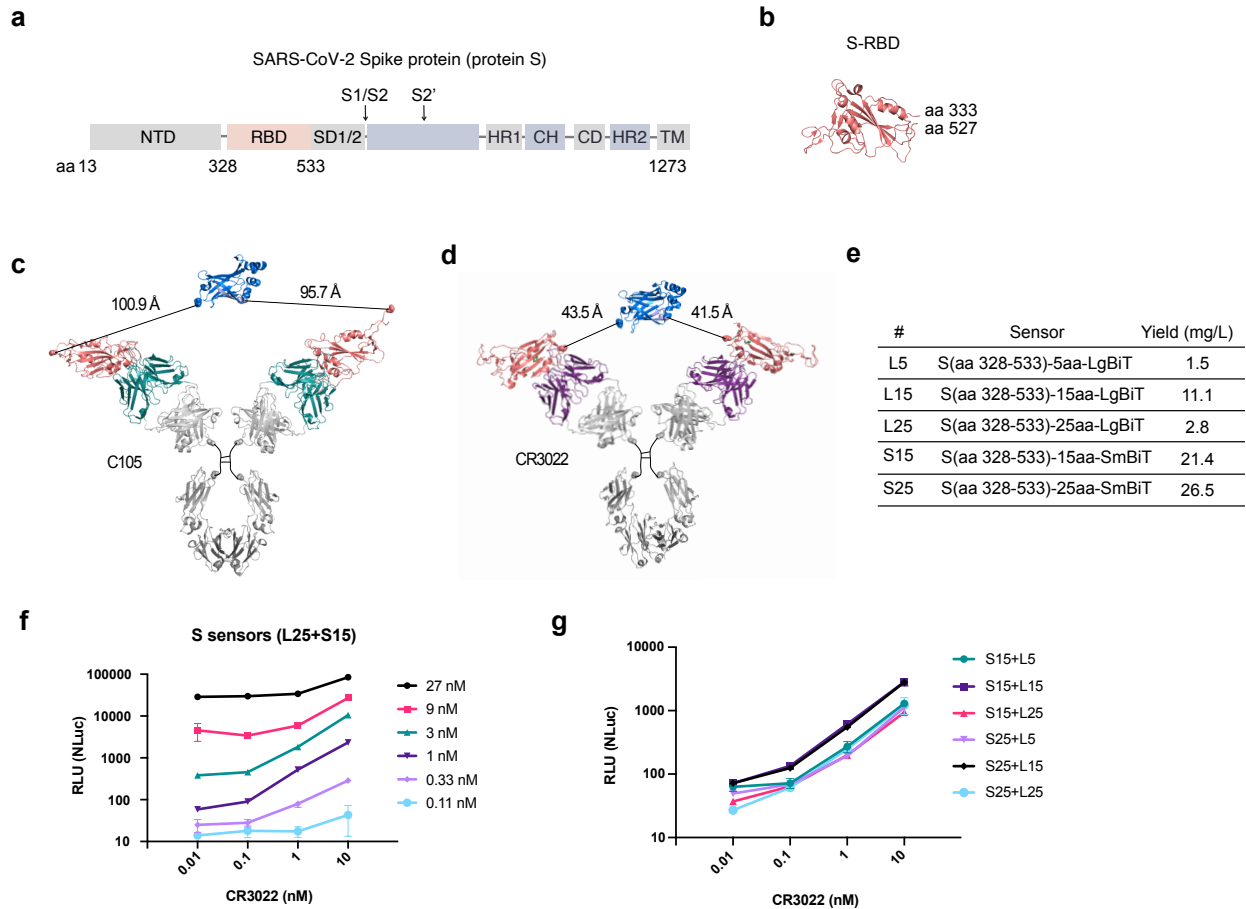 a
SARS-CoV-2 Spike protein (protein S)
S1/S2 S2'
NTD RBD SD1/2 HR1 CH CD HR2 TM
aa 13 328 533 1273
b
S-RBD
aa 333
aa 527
c
100.9 Å 95.7 Å
C105
d
43.5 Å 41.5 Å
CR3022
e
# Sensor Yield (mg/L)
L5 S(aa 328-533)-5aa-LgBiT 1.5
L15 S(aa 328-533)-15aa-LgBiT 11.1
L25 S(aa 328-533)-25aa-LgBiT 2.8
S15 S(aa 328-533)-15aa-SmBiT 21.4
S25 S(aa 328-533)-25aa-SmBiT 26.5
f
S sensors (L25+S15)
RLU (NLuc)
100000
10000
1000
100
10
0.01 0.1 1 10
CR3022 (nM)
27 nM
9 nM
3 nM
1 nM
0.33 nM
0.11 nM
g
RLU (NLuc)
10000
1000
100
10
0.01 0.1 1 10
CR3022 (nM)
S15+L5
S15+L15
S15+L25
S25+L5
S25+L15
S25+L25